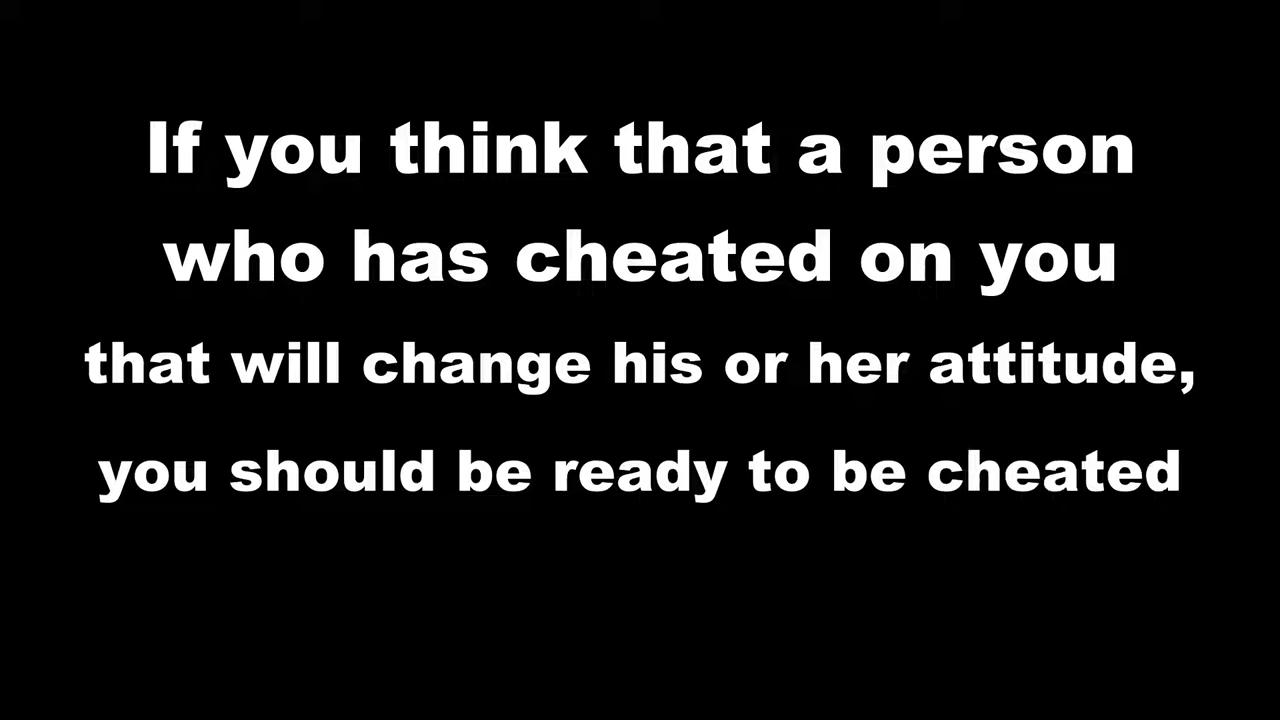 If you think that a person
who has cheated on you
that will change his or her attitude,
you should be ready to be cheated